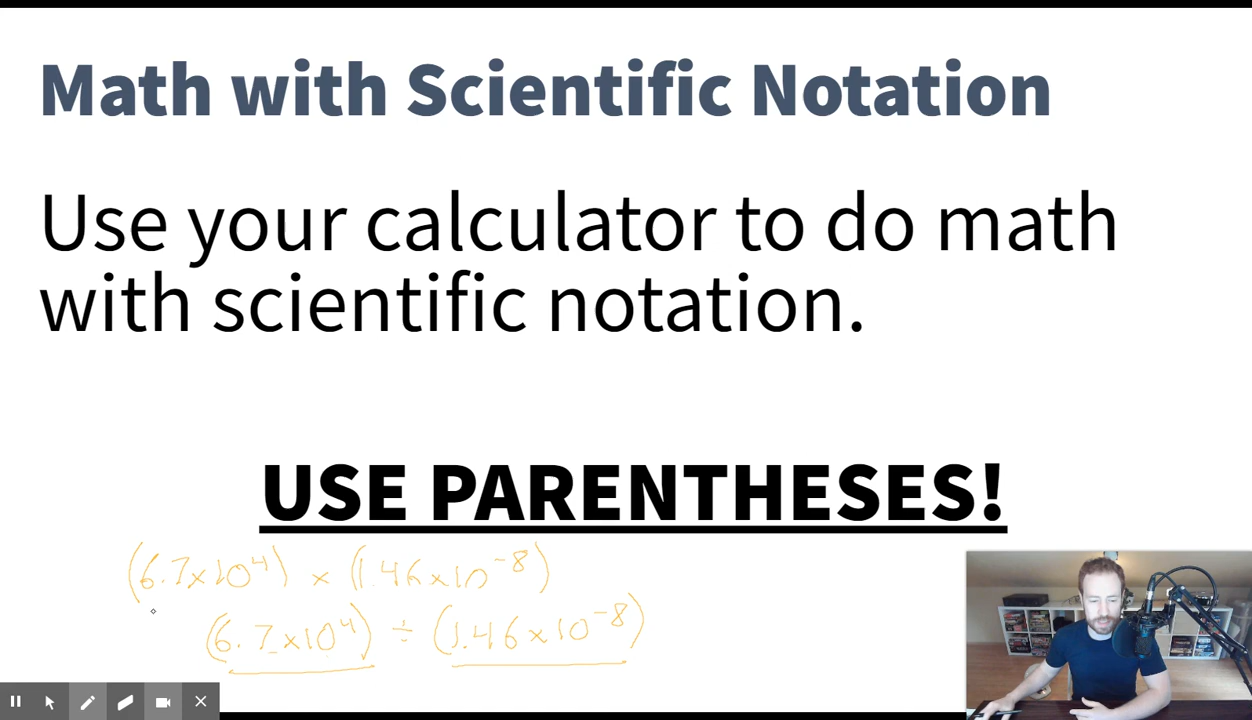 Math with Scientific Notation
Use your calculator to do math
with scientific notation.
USE PARENTHESES!
(6.7×10⁴) × (1.46×10⁻⁸)
(6.7×10⁴) ÷ (1.46×10⁻⁸)